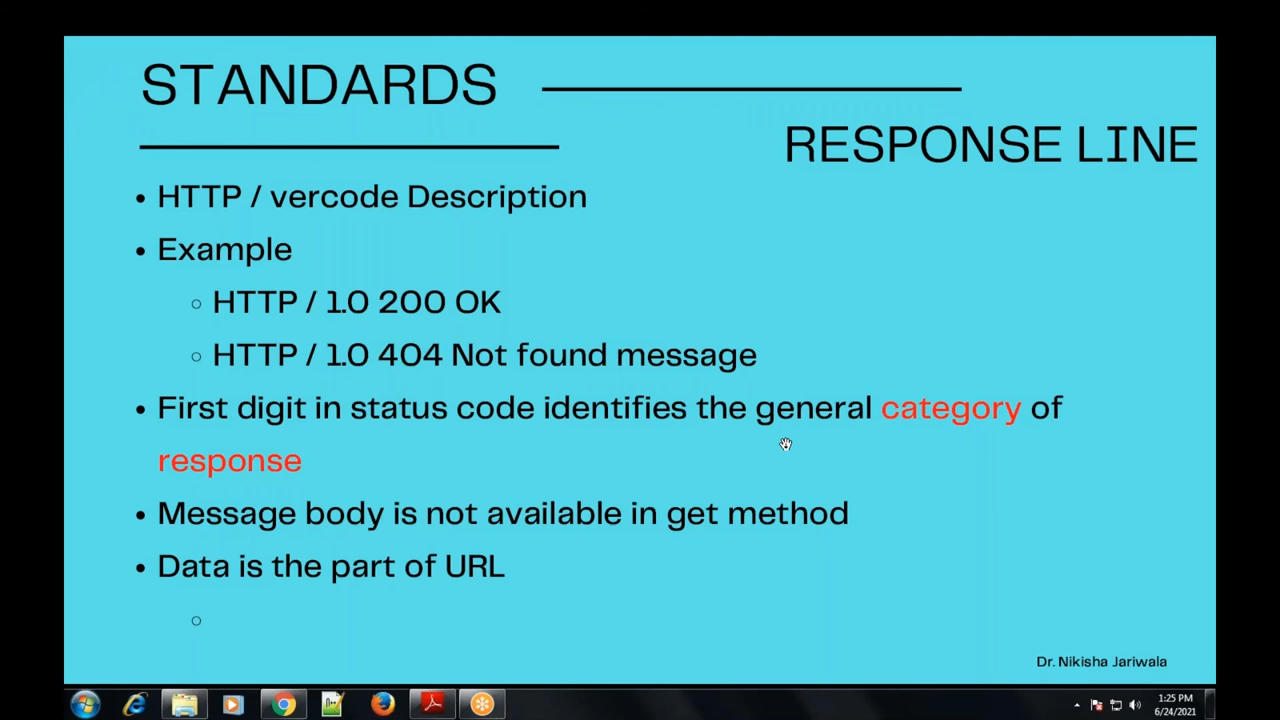 STANDARDS
RESPONSE LINE
• HTTP / vercode Description
• Example
○ HTTP / 1.0 200 OK
○ HTTP / 1.0 404 Not found message
• First digit in status code identifies the general category of
response
• Message body is not available in get method
• Data is the part of URL
○
Dr. Nikisha Jariwala
1:25 PM
6/24/2021